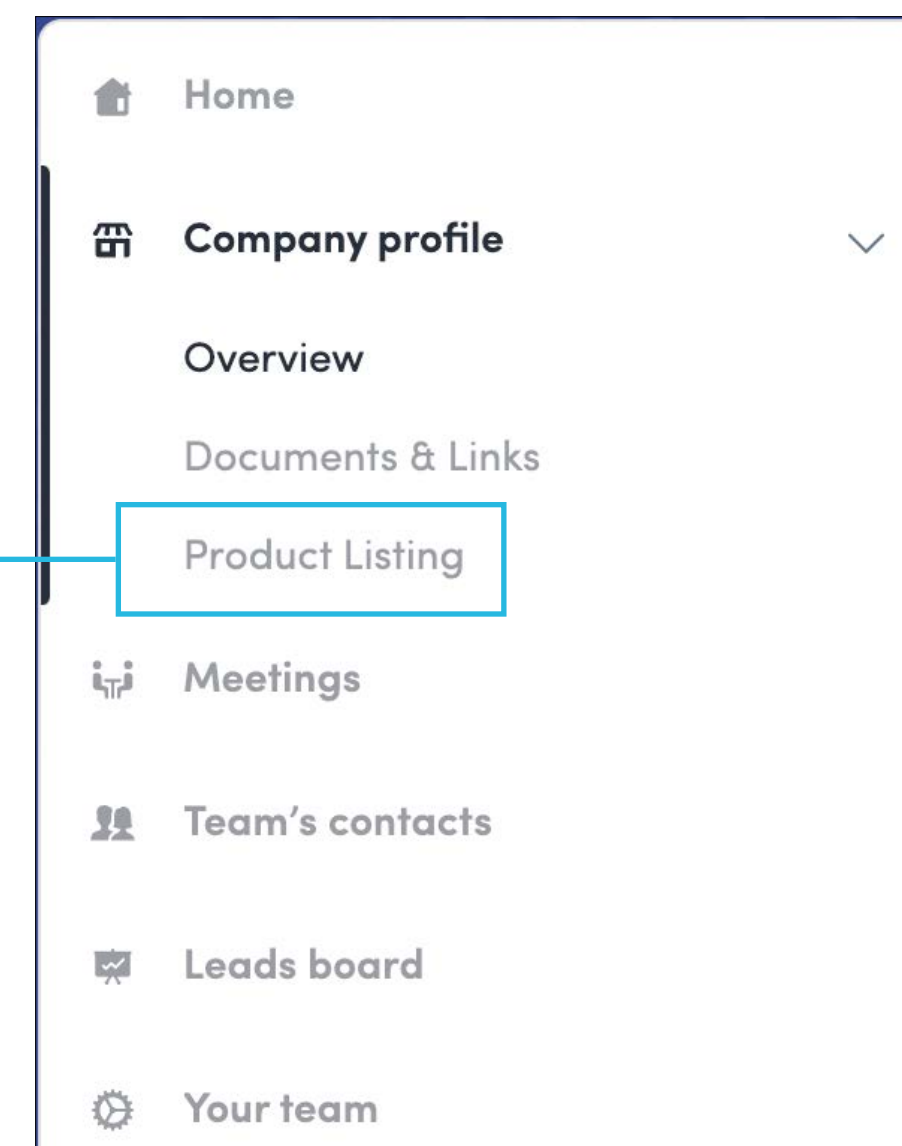 Home
Company profile
Overview
Documents & Links
Product Listing
Meetings
Team’s contacts
Leads board
Your team